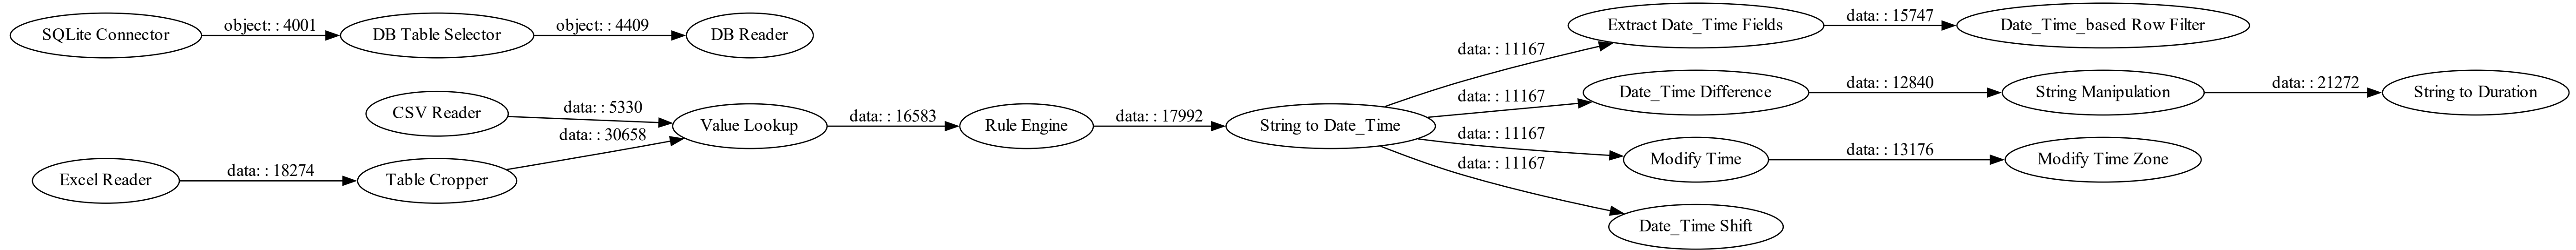 SQLite Connector
object: : 4001
DB Table Selector
object: : 4409
DB Reader
CSV Reader
data: : 5330
Excel Reader
data: : 18274
Table Cropper
data: : 30658
Value Lookup
data: : 16583
Rule Engine
data: : 17992
String to Date_Time
data: : 11167
Extract Date_Time Fields
data: : 15747
Date_Time_based Row Filter
data: : 11167
Date_Time Difference
data: : 12840
String Manipulation
data: : 21272
String to Duration
data: : 11167
Modify Time
data: : 13176
Modify Time Zone
data: : 11167
Date_Time Shift